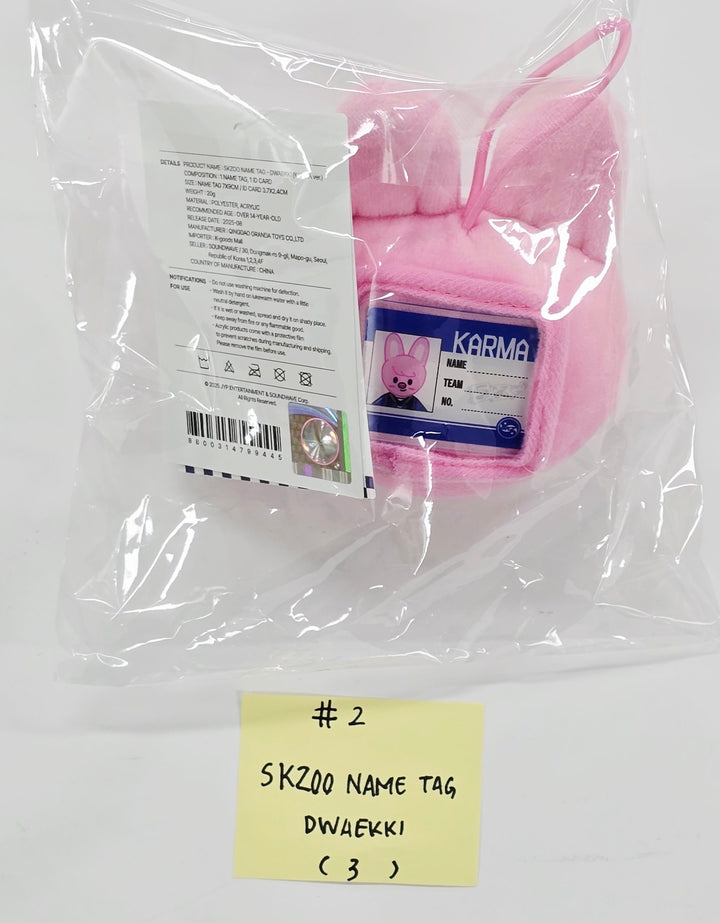 DETAILS PRODUCT NAME : SKZOO NAME TAG - DWAEKKI ver.)
COMPOSITION : 1 NAME TAG, 1 ID CARD
SIZE : NAME TAG 7X9CM / ID CARD 3.7X2.4CM
WEIGHT : 20g
MATERIAL : POLYESTER, ACRYLIC
RECOMMENDED AGE : OVER 14-YEAR-OLD
RELEASE DATE : 2025-08
MANUFACTURER : QINGDAO GRANDA TOYS CO.,LTD
IMPORTER : K-goods Mall
SELLER : SOUNDWAVE / 30, Dongmak-ro 9-gil, Mapo-gu, Seoul,
Republic of Korea 1,2,3,4F
COUNTRY OF MANUFACTURE : CHINA
NOTIFICATIONS - Do not use washing machine for defection.
FOR USE - Wash it by hand on lukewarm water with a little
neutral detergent.
- If it is wet or washed, spread and dry it on shady place.
- Keep away from fire or any flammable good.
- Acrylic products come with a protective film
to prevent scratches during manufacturing and shipping.
Please remove the film before use.
© 2025 JYP ENTERTAINMENT & SOUNDWAVE Corp.
All Rights Reserved.
8800314799445
KARMA
NAME
TEAM
NO.
#2
SKZOO NAME TAG
DWAEKKI
(3)